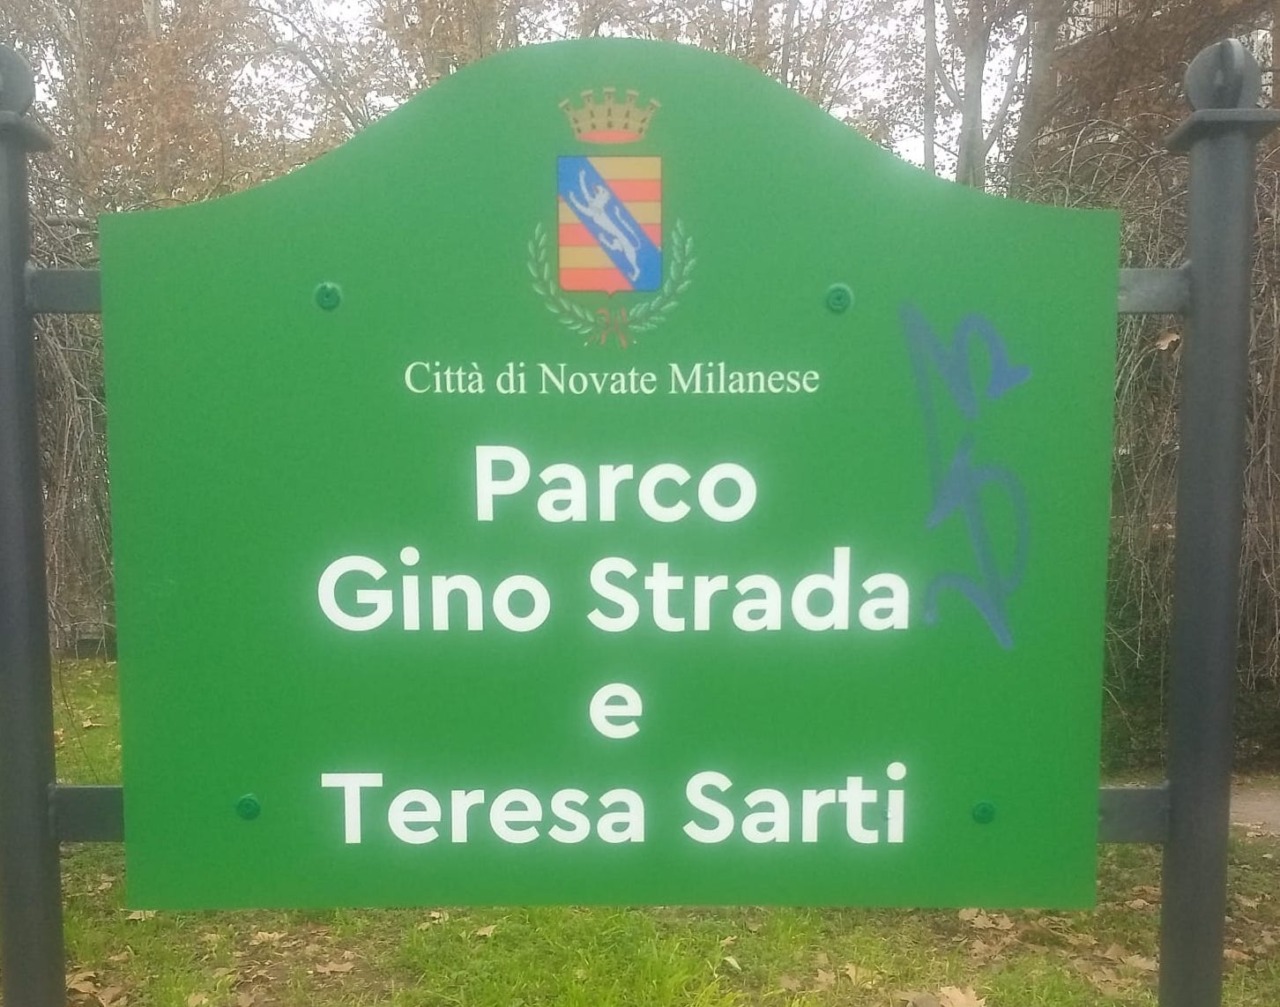 Città di Novate Milanese
Parco
Gino Strada
e
Teresa Sarti